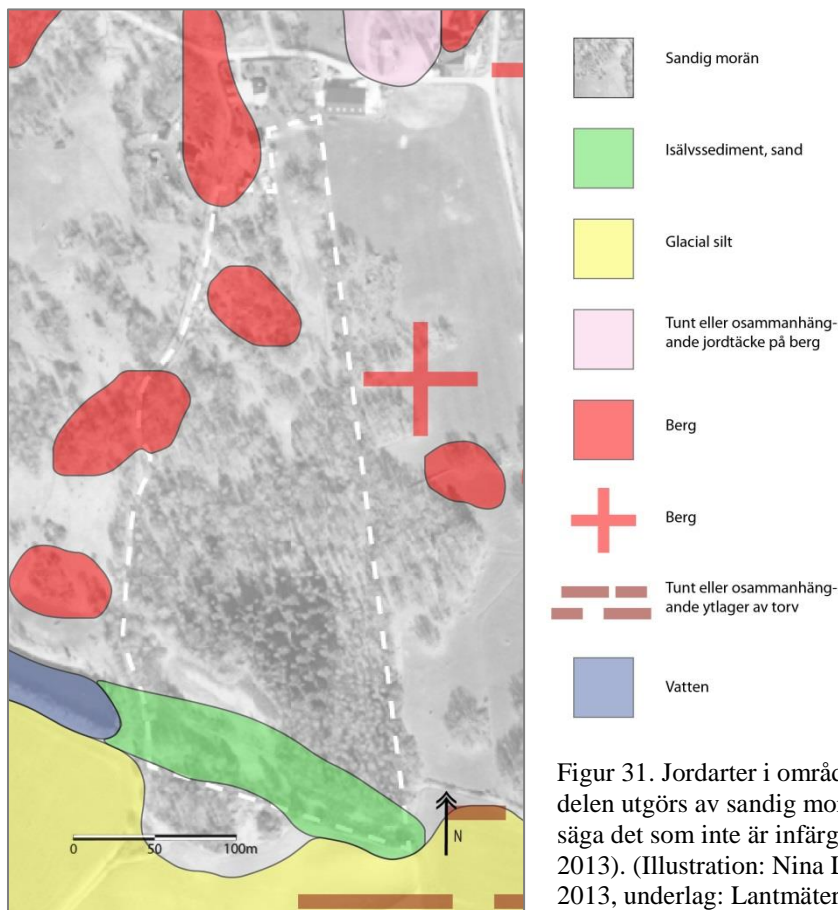 Sandig morän
Isälvssediment, sand
Glacial silt
Tunt eller osammanhäng-
ande jordtäcke på berg
Berg
Berg
Tunt eller osammanhäng-
ande ytlager av torv
Vatten
0 50 100m
N
Figur 31. Jordarter i områd
delen utgörs av sandig mor
säga det som inte är infärg
2013). (Illustration: Nina I
2013, underlag: Lantmäter